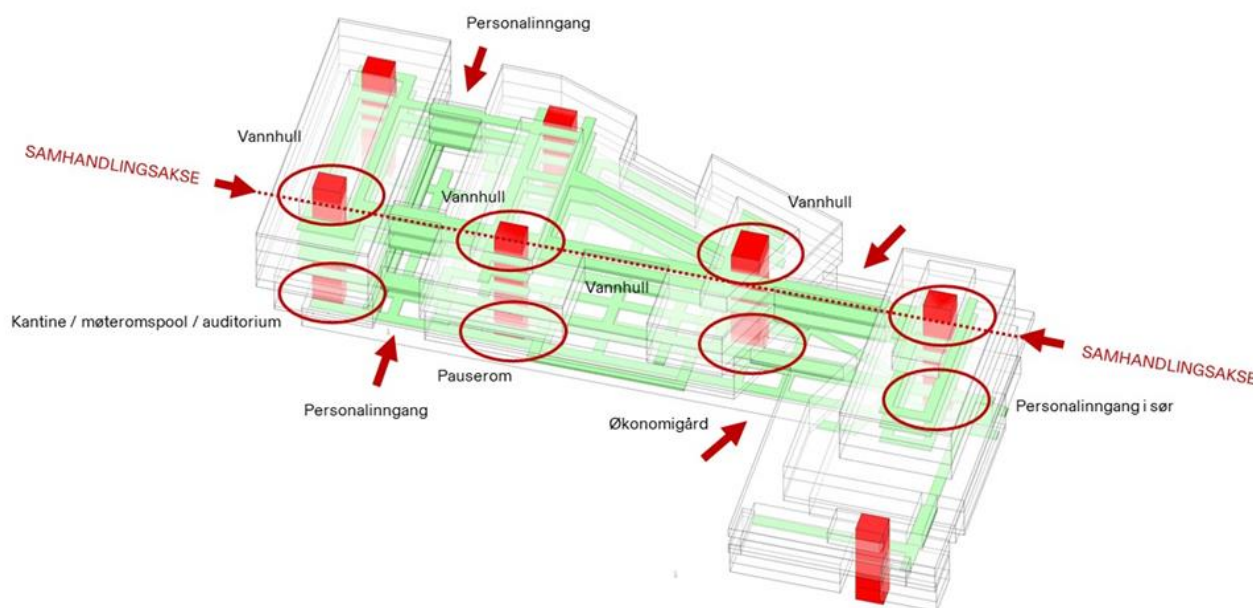 Personalinngang
Vannhull
SAMHANDLINGSAKSE
Vannhull
Vannhull
Vannhull
Kantine / møteromspool / auditorium
SAMHANDLINGSAKSE
Pauserom
Personalinngang
Økonomigård
Personalinngang i sør